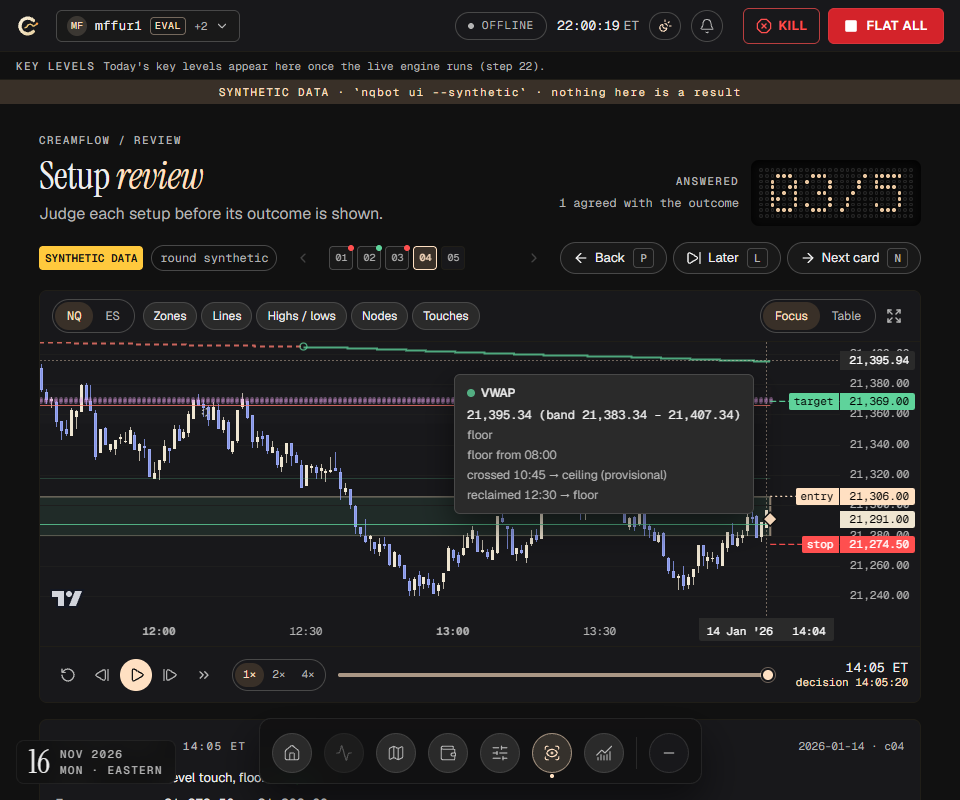 MF mffur1 EVAL +2
OFFLINE
22:00:19 ET
KILL
FLAT ALL
KEY LEVELS Today's key levels appear here once the live engine runs (step 22).
SYNTHETIC DATA · `nqbot ui --synthetic` · nothing here is a result
CREAMFLOW / REVIEW
Setup review
Judge each setup before its outcome is shown.
ANSWERED
1 agreed with the outcome
03/5
SYNTHETIC DATA
round synthetic
01 02 03 04 05
Back P
Later L
Next card N
NQ ES
Zones
Lines
Highs / lows
Nodes
Touches
Focus Table
21,395.94
21,380.00
target 21,369.00
21,360.00
21,340.00
21,320.00
entry 21,306.00
21,291.00
21,280.00
stop 21,274.50
21,260.00
21,240.00
VWAP
21,395.34 (band 21,383.34 – 21,407.34)
floor
floor from 08:00
crossed 10:45 → ceiling (provisional)
reclaimed 12:30 → floor
12:00 12:30 13:00 13:30 14 Jan '26 14:04
1× 2× 4×
14:05 ET
decision 14:05:20
14:05 ET
2026-01-14 · c04
16 NOV 2026
MON · EASTERN
evel touch, floo